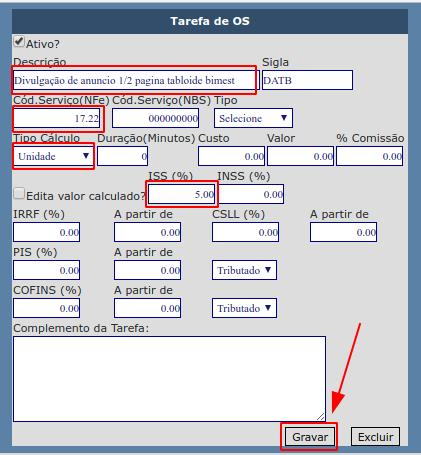 Tarefa de OS
Ativo?
Descrição Sigla
Divulgação de anuncio 1/2 pagina tabloide bimest DATB
Cód.Serviço(NFe) Cód.Serviço(NBS) Tipo
17.22 000000000 Selecione
Tipo Cálculo Duração(Minutos) Custo Valor % Comissão
Unidade 0 0.00 0.00 0.00
ISS (%) INSS (%)
Edita valor calculado? 5.00 0.00
IRRF (%) A partir de CSLL (%) A partir de
0.00 0.00 0.00 0.00
PIS (%) A partir de
0.00 0.00 Tributado
COFINS (%) A partir de
0.00 0.00 Tributado
Complemento da Tarefa:
Gravar Excluir